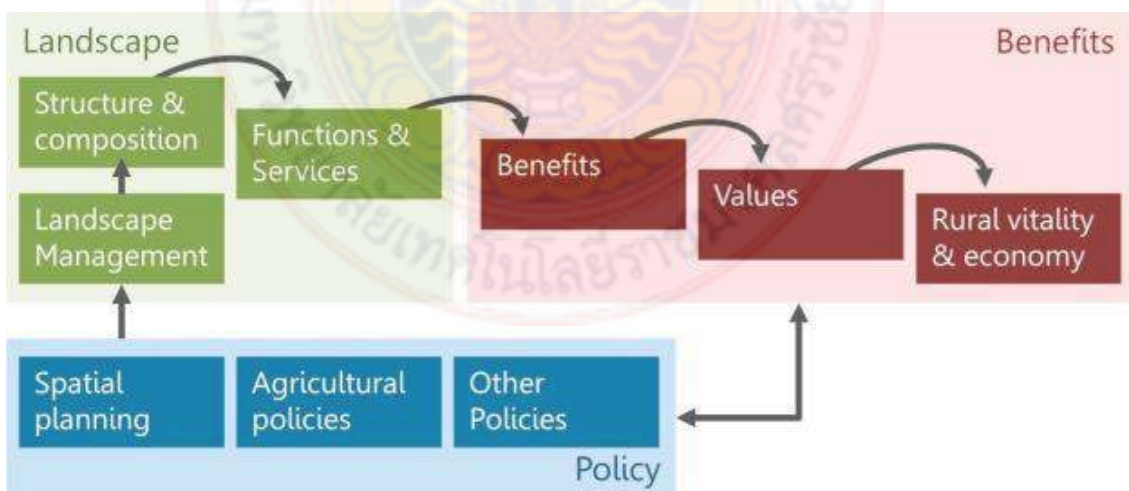 Landscape
Benefits
Structure &
composition
Functions &
Services
Benefits
Values
Landscape
Management
Rural vitality
& economy
Spatial
planning
Agricultural
policies
Other
Policies
Policy